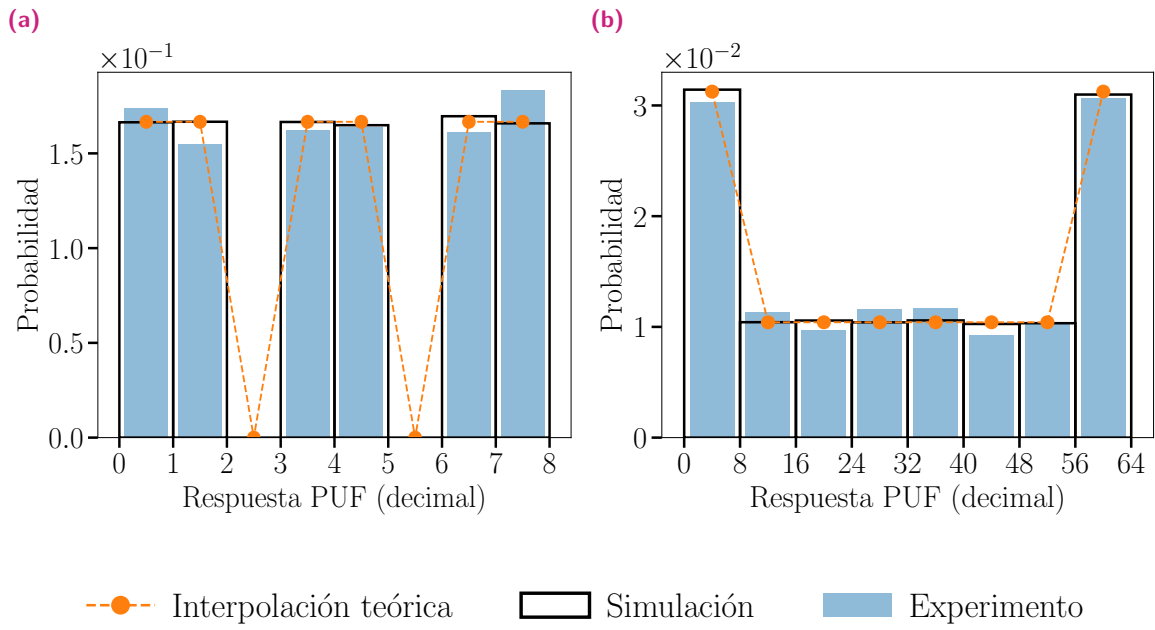 (a)
(b)
×10⁻¹
×10⁻²
Probabilidad
1.5
1.0
0.5
0.0
0 1 2 3 4 5 6 7 8
Respuesta PUF (decimal)
Probabilidad
3
2
1
0
0 8 16 24 32 40 48 56 64
Respuesta PUF (decimal)
Interpolación teórica
Simulación
Experimento